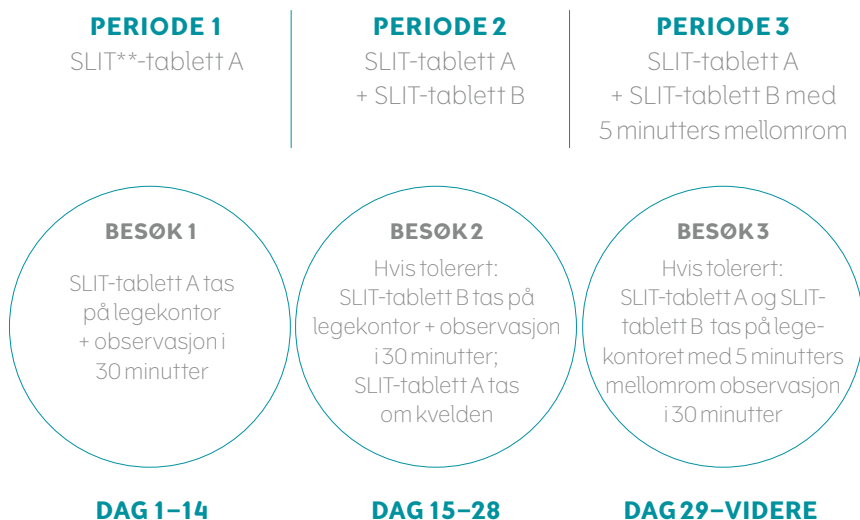 PERIODE 1
SLIT**-tablett A
PERIODE 2
SLIT-tablett A
+ SLIT-tablett B
PERIODE 3
SLIT-tablett A
+ SLIT-tablett B med
5 minutters mellomrom
BESØK 1
SLIT-tablett A tas
på legekontor
+ observasjon i
30 minutter
BESØK 2
Hvis tolerert:
SLIT-tablett B tas på
legekontor + observasjon
i 30 minutter;
SLIT-tablett A tas
om kvelden
BESØK 3
Hvis tolerert:
SLIT-tablett A og SLIT-
tablett B tas på lege-
kontoret med 5 minutters
mellomrom observasjon
i 30 minutter
DAG 1–14
DAG 15–28
DAG 29–VIDERE